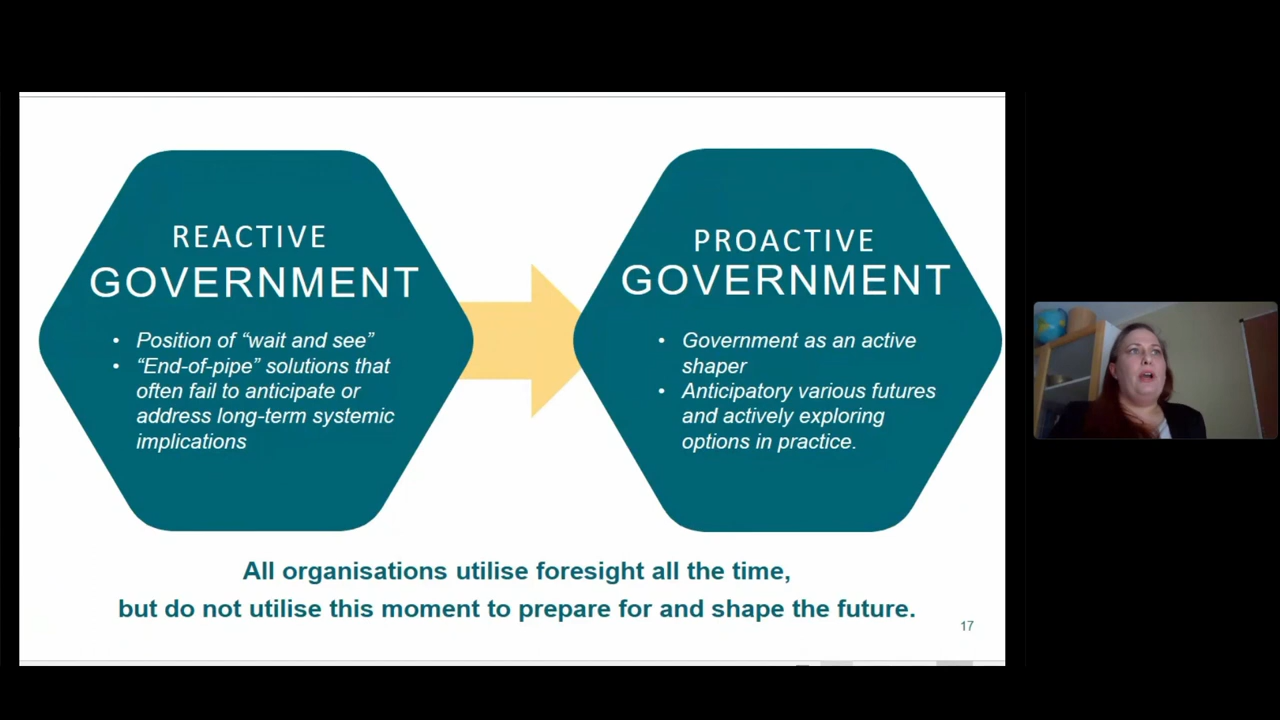 REACTIVE
GOVERNMENT
• Position of “wait and see”
• “End-of-pipe” solutions that
often fail to anticipate or
address long-term systemic
implications
PROACTIVE
GOVERNMENT
• Government as an active
shaper
• Anticipatory various futures
and actively exploring
options in practice.
All organisations utilise foresight all the time,
but do not utilise this moment to prepare for and shape the future.
17